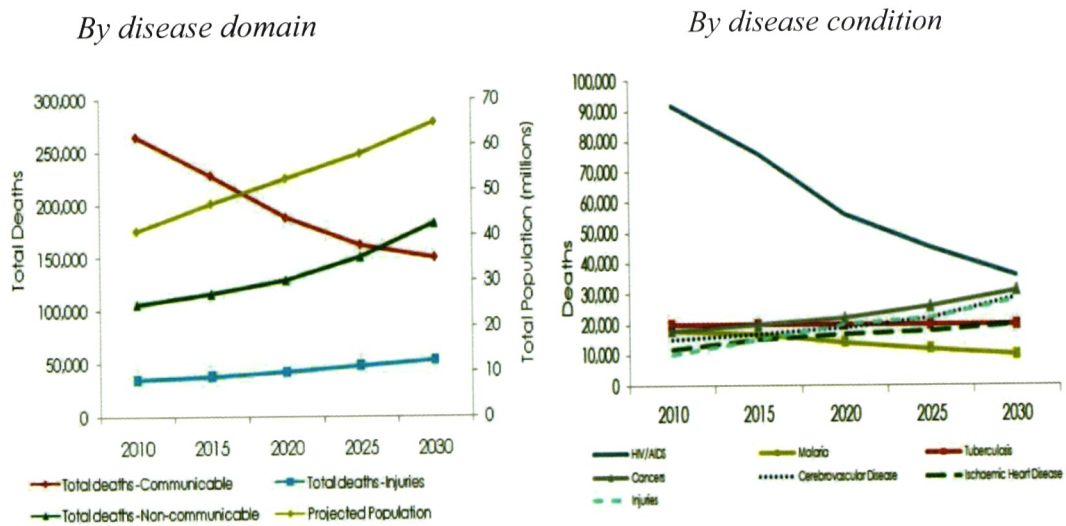 By disease domain
Total Deaths
300,000
250,000
200,000
150,000
100,000
50,000
0
70
60
50
40
30
20
10
0
Total Population (millions)
2010 2015 2020 2025 2030
Total deaths-Communicable Total deaths-Injuries
Total deaths-Non-communicable Projected Population
By disease condition
Deaths
100,000
90,000
80,000
70,000
60,000
50,000
40,000
30,000
20,000
10,000
0
2010 2015 2020 2025 2030
HIV/AIDS Malaria Tuberculosis
Cancers Cerebrovascular Disease Ischaemic Heart Disease
Injuries